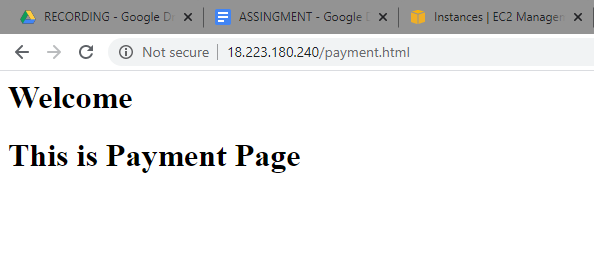 RECORDING - Google Dr
ASSINGMENT - Google D
Instances | EC2 Managem
Not secure | 18.223.180.240/payment.html
Welcome
This is Payment Page